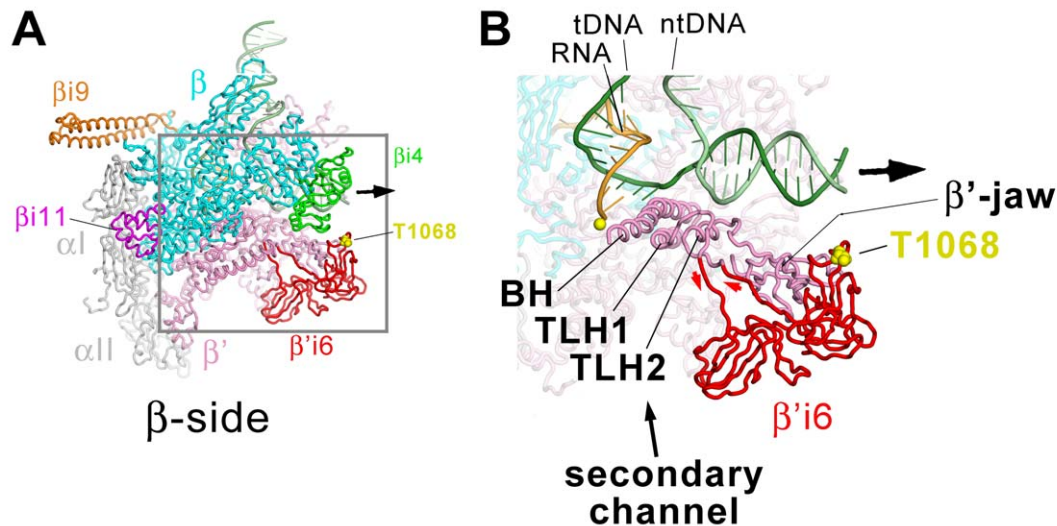 A
βi9
β
βi4
βi11
T1068
αI
αII
β'
β'i6
β-side
B
tDNA
ntDNA
RNA
β'-jaw
T1068
BH
TLH1
TLH2
β'i6
secondary
channel